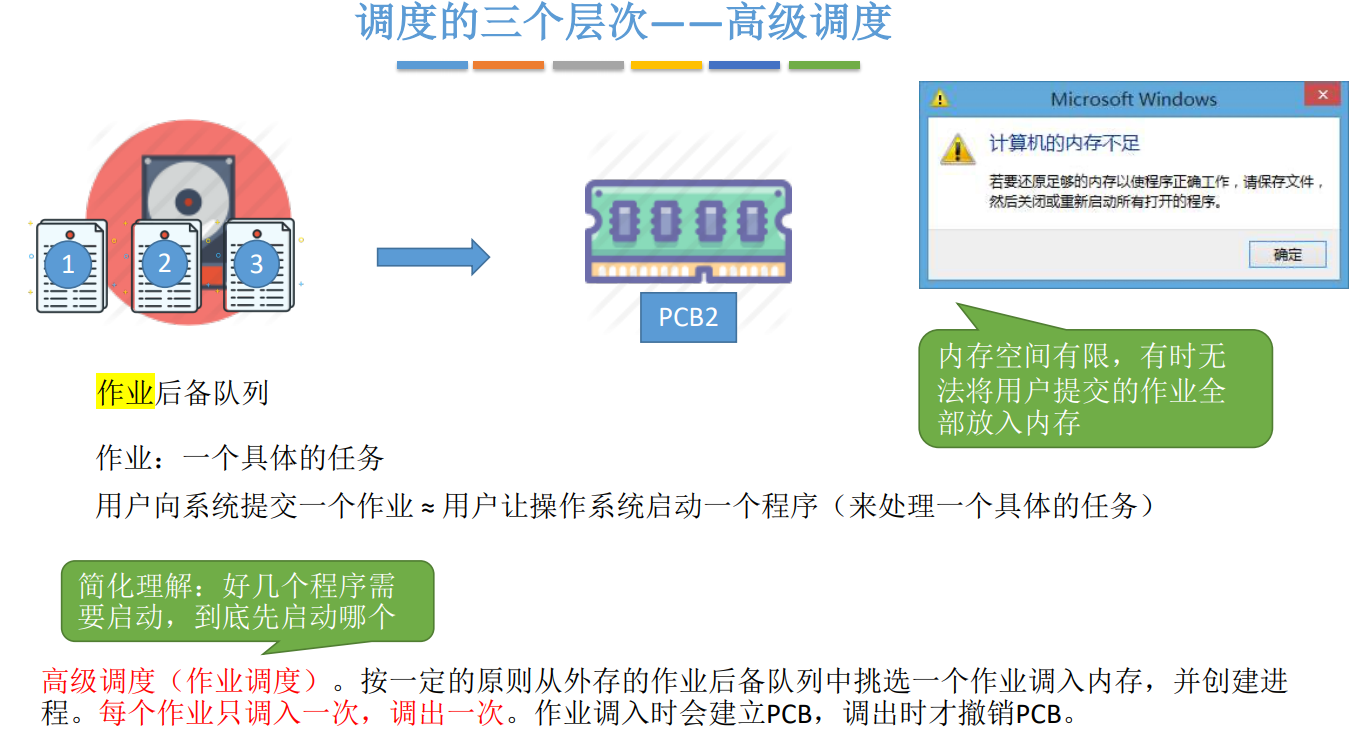 调度的三个层次——高级调度
Microsoft Windows
计算机的内存不足
若要还原足够的内存以使程序正确工作，请保存文件，
然后关闭或重新启动所有打开的程序。
确定
1
2
3
PCB2
内存空间有限，有时无
法将用户提交的作业全
部放入内存
作业后备队列
作业：一个具体的任务
用户向系统提交一个作业 ≈ 用户让操作系统启动一个程序（来处理一个具体的任务）
简化理解：好几个程序需
要启动，到底先启动哪个
高级调度（作业调度）。按一定的原则从外存的作业后备队列中挑选一个作业调入内存，并创建进
程。每个作业只调入一次，调出一次。作业调入时会建立PCB，调出时才撤销PCB。